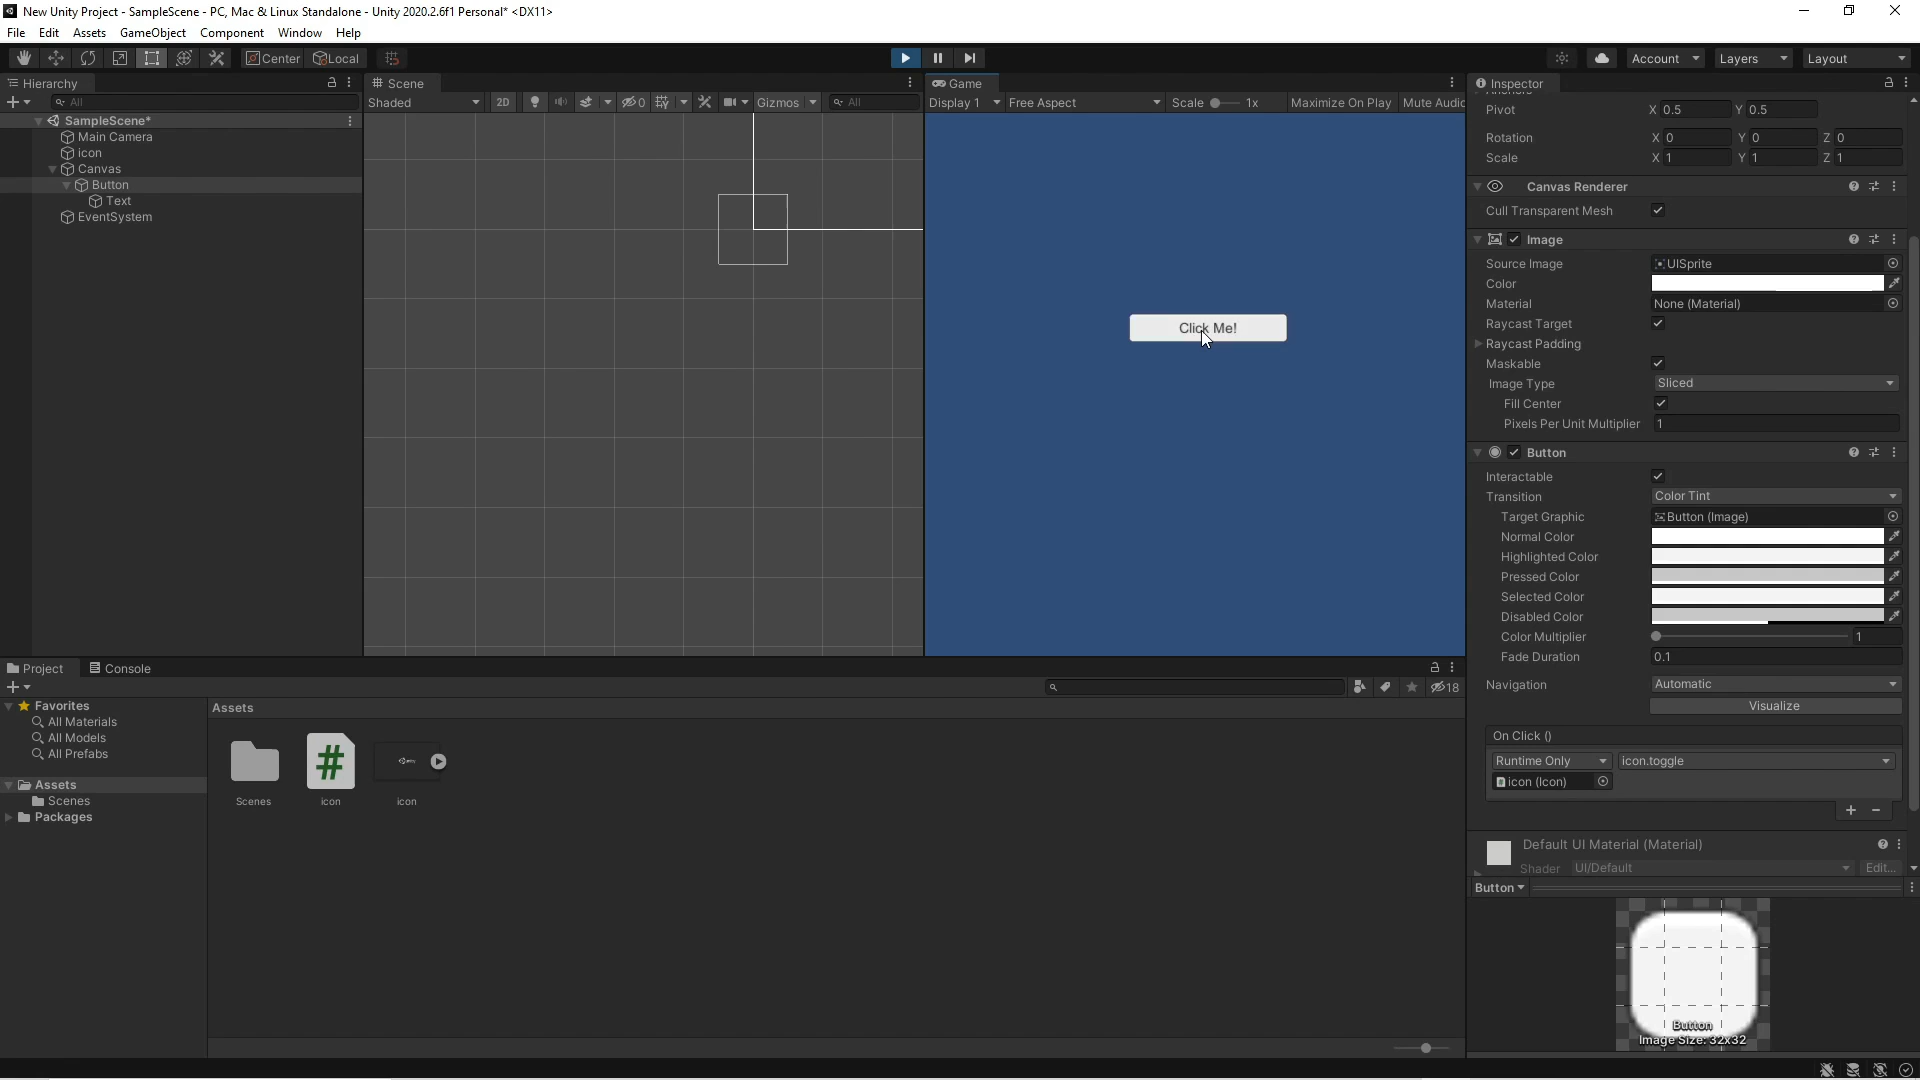 New Unity Project - SampleScene - PC, Mac & Linux Standalone - Unity 2020.2.6f1 Personal* <DX11>
File Edit Assets GameObject Component Window Help
Center Local Account Layers Layout
Hierarchy
All
SampleScene*
Main Camera
icon
Canvas
Button
Text
EventSystem
Scene
Shaded 2D 0 Gizmos All
Game
Display 1 Free Aspect Scale 1x Maximize On Play Mute Audio
Click Me!
Inspector
Pivot X 0.5 Y 0.5
Rotation X 0 Y 0 Z 0
Scale X 1 Y 1 Z 1
Canvas Renderer
Cull Transparent Mesh
Image
Source Image UISprite
Color
Material None (Material)
Raycast Target
Raycast Padding
Maskable
Image Type Sliced
Fill Center
Pixels Per Unit Multiplier 1
Button
Interactable
Transition Color Tint
Target Graphic Button (Image)
Normal Color
Highlighted Color
Pressed Color
Selected Color
Disabled Color
Color Multiplier 1
Fade Duration 0.1
Navigation Automatic
Visualize
On Click ()
Runtime Only icon.toggle
icon (Icon)
Default UI Material (Material)
Shader UI/Default Edit...
Button
Button
Image Size: 32x32
Project Console
18
Favorites
All Materials
All Models
All Prefabs
Assets
Scenes
Packages
Assets
Scenes icon icon